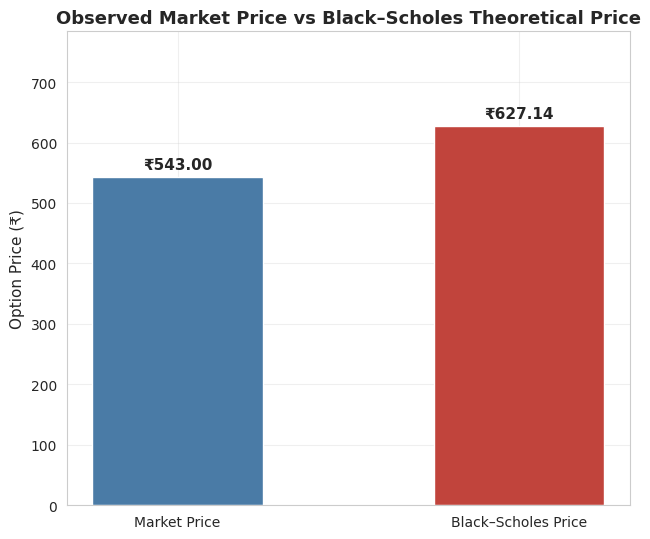 Observed Market Price vs Black–Scholes Theoretical Price
Option Price (₹)
700
600
500
400
300
200
100
0
₹543.00
₹627.14
Market Price
Black–Scholes Price